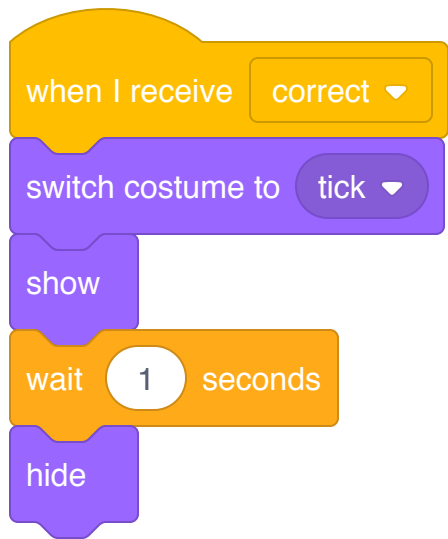 when I receive correct
switch costume to tick
show
wait 1 seconds
hide